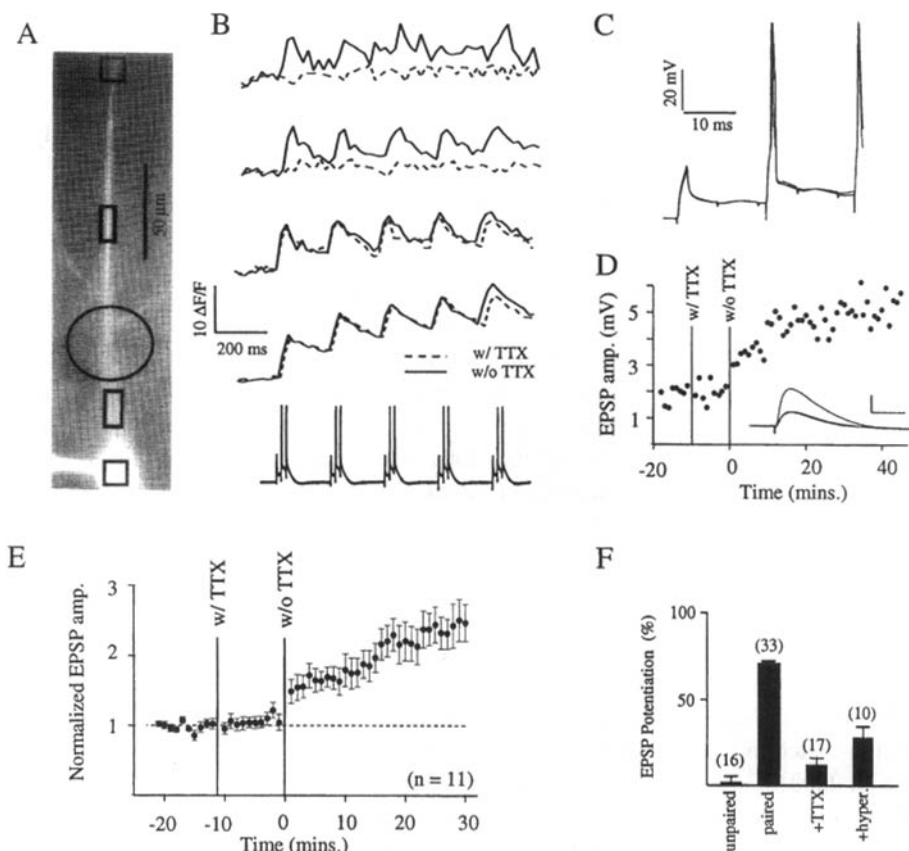 A
50 µm
B
10 ΔF/F
200 ms
w/ TTX
w/o TTX
C
20 mV
10 ms
D
w/ TTX
w/o TTX
EPSP amp. (mV)
5
3
1
-20
0
20
40
Time (mins.)
E
w/ TTX
w/o TTX
Normalized EPSP amp.
3
2
1
(n = 11)
-20
-10
0
10
20
30
Time (mins.)
F
EPSP Potentiation (%)
100
50
(16)
(33)
(17)
(10)
unpaired
paired
+TTX
+hyper.